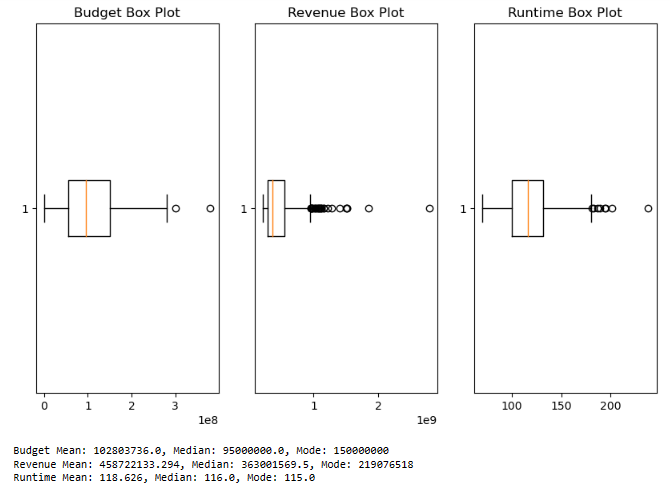 Budget Box Plot
Revenue Box Plot
Runtime Box Plot
1
1
1
0 1 2 3
1e8
1 2
1e9
100 150 200
Budget Mean: 102803736.0, Median: 95000000.0, Mode: 150000000
Revenue Mean: 458722133.294, Median: 363001569.5, Mode: 219076518
Runtime Mean: 118.626, Median: 116.0, Mode: 115.0